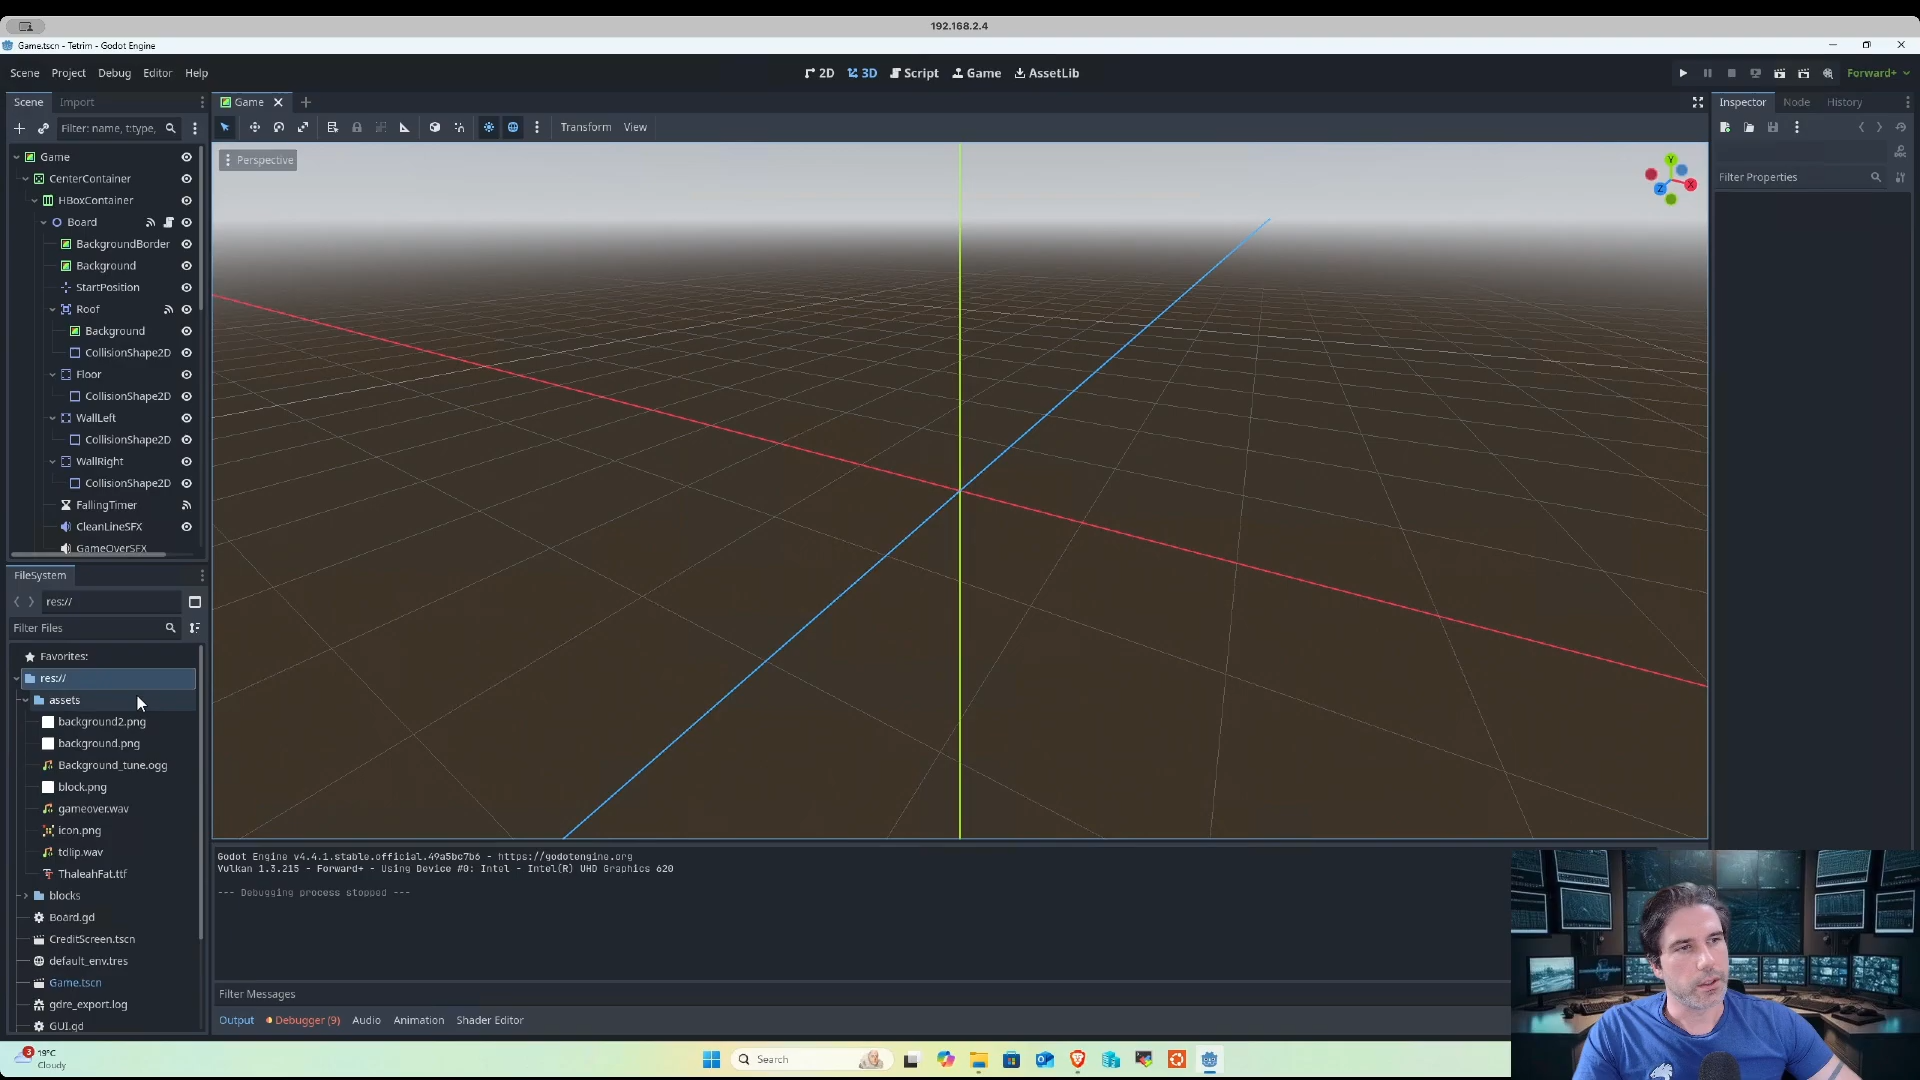 192.168.2.4
Game.tscn - Tetrim - Godot Engine
Scene Project Debug Editor Help
2D 3D Script Game AssetLib
Forward+
Scene Import
Game
Inspector Node History
Filter: name, t:type,
Transform View
Perspective
Y
X
Z
Filter Properties
Game
CenterContainer
HBoxContainer
Board
BackgroundBorder
Background
StartPosition
Roof
Background
CollisionShape2D
Floor
CollisionShape2D
WallLeft
CollisionShape2D
WallRight
CollisionShape2D
FallingTimer
CleanLineSFX
GameOverSFX
FileSystem
res://
Filter Files
Favorites:
res://
assets
background2.png
background.png
Background_tune.ogg
block.png
gameover.wav
icon.png
tdlip.wav
ThaleahFat.ttf
blocks
Board.gd
CreditScreen.tscn
default_env.tres
Game.tscn
gdre_export.log
GUI.gd
Godot Engine v4.4.1.stable.official.49a5bc7b6 - https://godotengine.org
Vulkan 1.3.215 - Forward+ - Using Device #0: Intel - Intel(R) UHD Graphics 620
--- Debugging process stopped ---
Filter Messages
Output Debugger (9) Audio Animation Shader Editor
3
19°C
Cloudy
Search